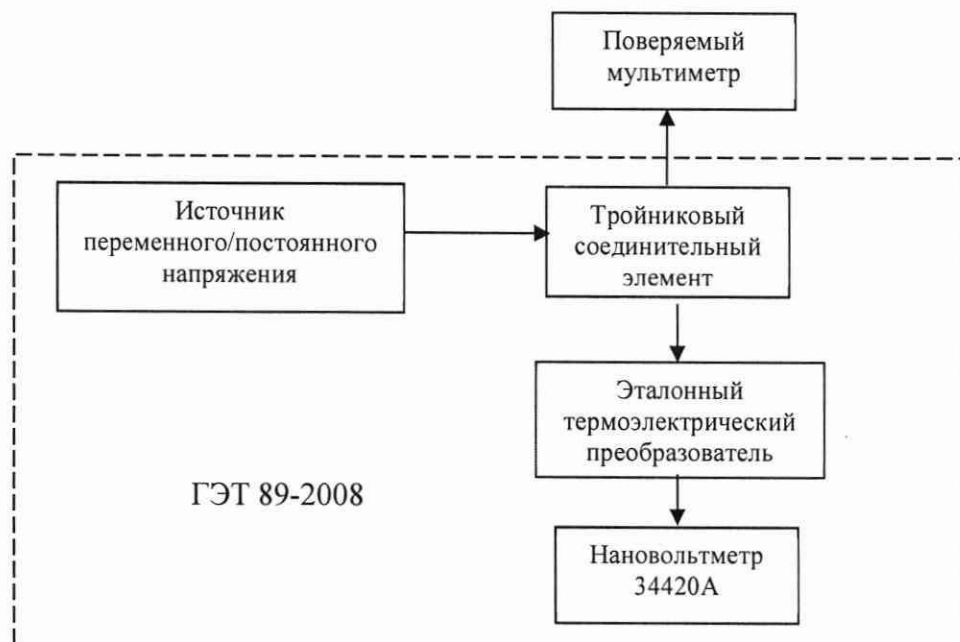 Поверяемый
мультиметр
Источник
переменного/постоянного
напряжения
Тройниковый
соединительный
элемент
Эталонный
термоэлектрический
преобразователь
ГЭТ 89-2008
Нановольтметр
34420А